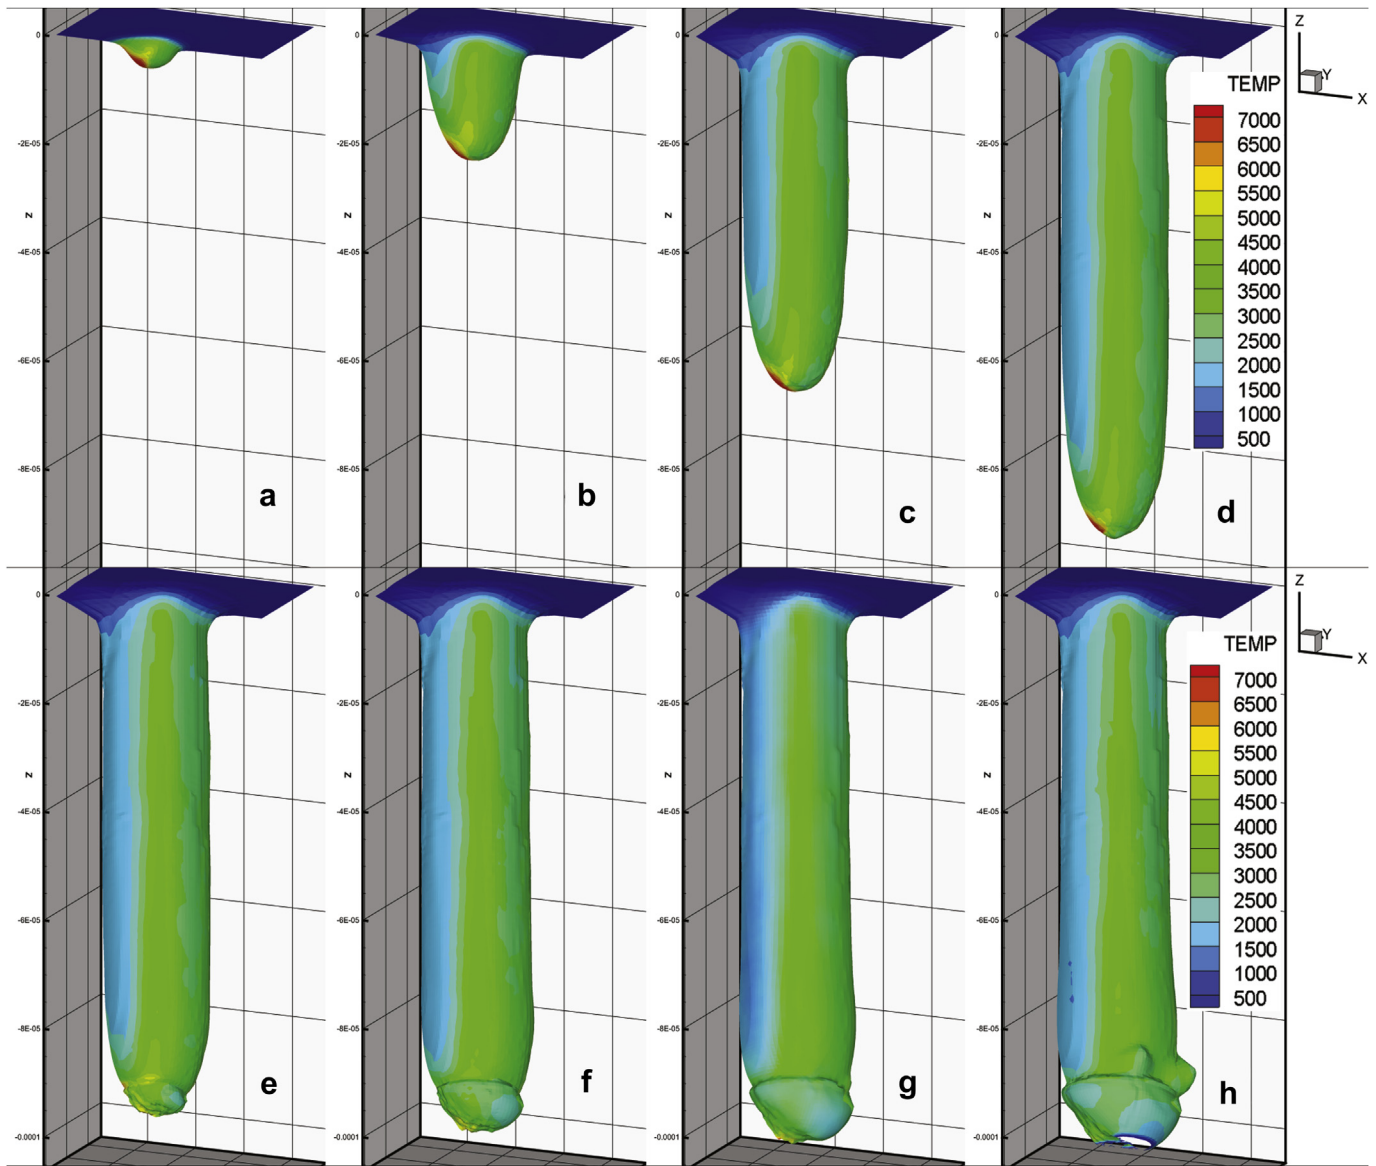 0
-2E-05
Z
-4E-05
-6E-05
-8E-05
a
0
-2E-05
Z
-4E-05
-6E-05
-8E-05
b
0
-2E-05
Z
-4E-05
-6E-05
-8E-05
c
0
-2E-05
Z
-4E-05
-6E-05
-8E-05
d
TEMP
7000
6500
6000
5500
5000
4500
4000
3500
3000
2500
2000
1500
1000
500
Z
Y
X
0
-2E-05
Z
-4E-05
-6E-05
-8E-05
-0.0001
e
0
-2E-05
Z
-4E-05
-6E-05
-8E-05
-0.0001
f
0
-2E-05
Z
-4E-05
-6E-05
-8E-05
-0.0001
g
0
-2E-05
Z
-4E-05
-6E-05
-8E-05
-0.0001
h
TEMP
7000
6500
6000
5500
5000
4500
4000
3500
3000
2500
2000
1500
1000
500
Z
Y
X